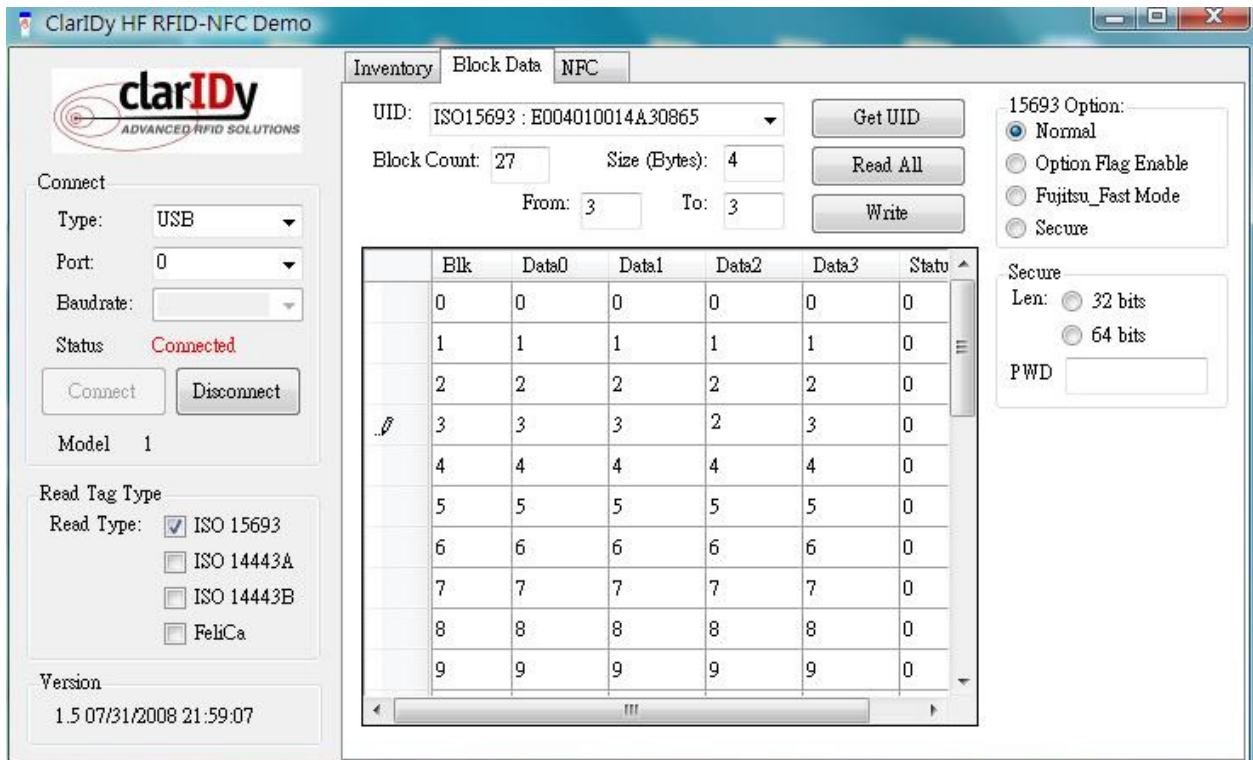 ClarIDy HF RFID-NFC Demo
clarIDy
ADVANCED RFID SOLUTIONS
Connect
Type: USB
Port: 0
Baudrate:
Status Connected
Connect Disconnect
Model 1
Read Tag Type
Read Type: ISO 15693
ISO 14443A
ISO 14443B
FeliCa
Version
1.5 07/31/2008 21:59:07
Inventory Block Data NFC
UID: ISO15693 : E004010014A30865 Get UID
Block Count: 27 Size (Bytes): 4 Read All
From: 3 To: 3 Write
Blk Data0 Data1 Data2 Data3 Statu
0 0 0 0 0 0
1 1 1 1 1 0
2 2 2 2 2 0
3 3 3 2 3 0
4 4 4 4 4 0
5 5 5 5 5 0
6 6 6 6 6 0
7 7 7 7 7 0
8 8 8 8 8 0
9 9 9 9 9 0
15693 Option:
Normal
Option Flag Enable
Fujitsu_Fast Mode
Secure
Secure
Len: 32 bits
64 bits
PWD